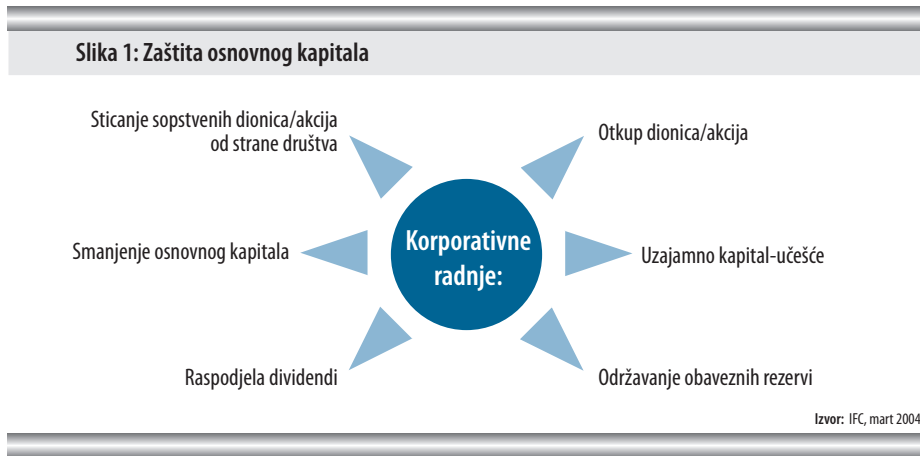 Slika 1: Zaštita osnovnog kapitala
Sticanje sopstvenih dionica/akcija
od strane društva
Otkup dionica/akcija
Smanjenje osnovnog kapitala
Korporativne
radnje:
Uzajamno kapital-učešće
Raspodjela dividendi
Održavanje obaveznih rezervi
Izvor: IFC, mart 2004